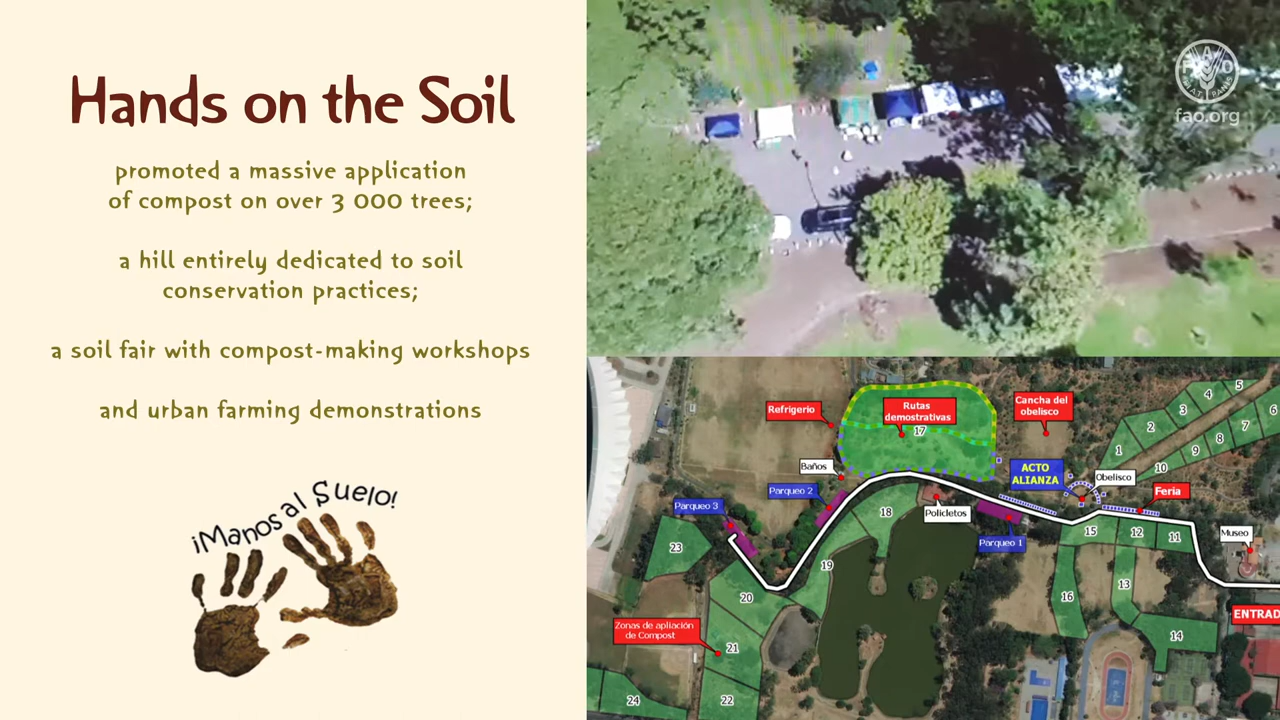 Hands on the Soil
promoted a massive application
of compost on over 3 000 trees;
a hill entirely dedicated to soil
conservation practices;
a soil fair with compost-making workshops
and urban farming demonstrations
¡Manos al Suelo!
FAO
FIAT PANIS
fao.org
Refrigerio
Rutas
demostrativas
17
Cancha del
obelisco
1
2
3
4
5
6
7
8
9
10
Baños
ACTO
ALIANZA
Obelisco
Feria
Parqueo 2
Parqueo 3
18
Policletos
Parqueo 1
15
12
11
Museo
23
19
20
16
13
ENTRAD
Zonas de apliación
de Compost
21
14
22
24